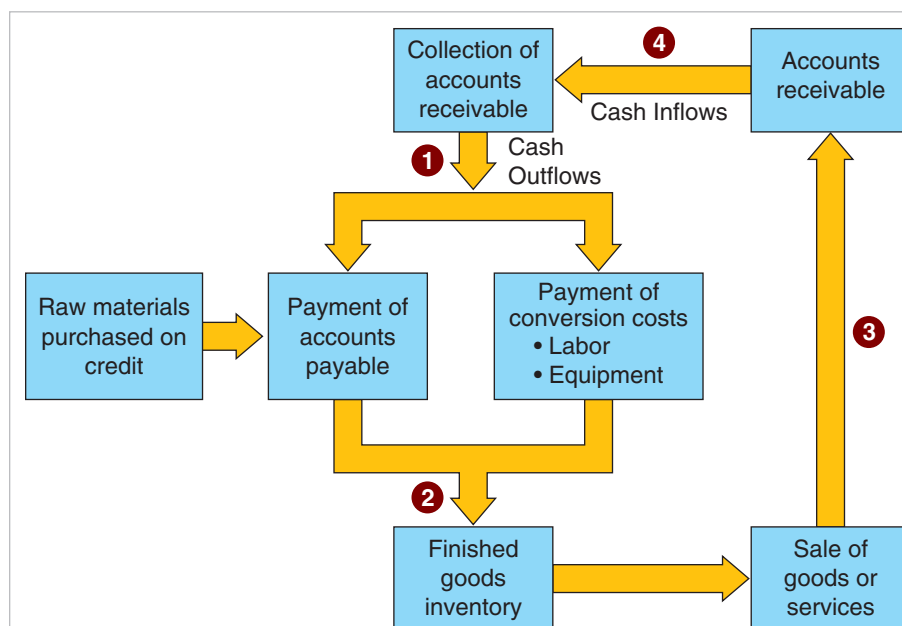 Collection of
accounts
receivable
4
Cash Inflows
Accounts
receivable
1
Cash
Outflows
Raw materials
purchased on
credit
Payment of
accounts
payable
Payment of
conversion costs
• Labor
• Equipment
3
2
Finished
goods
inventory
Sale of
goods or
services